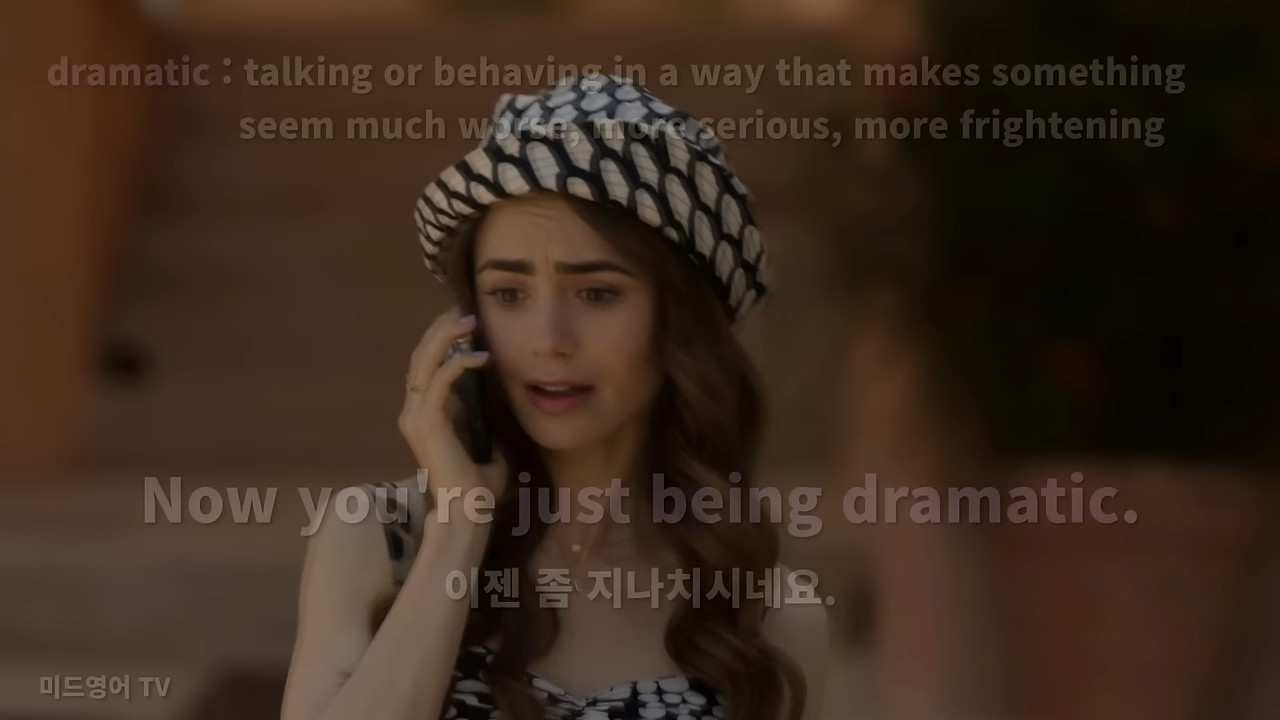 dramatic : talking or behaving in a way that makes something
seem much worse, more serious, more frightening
Now you're just being dramatic.
이젠 좀 지나치시네요.
미드영어 TV